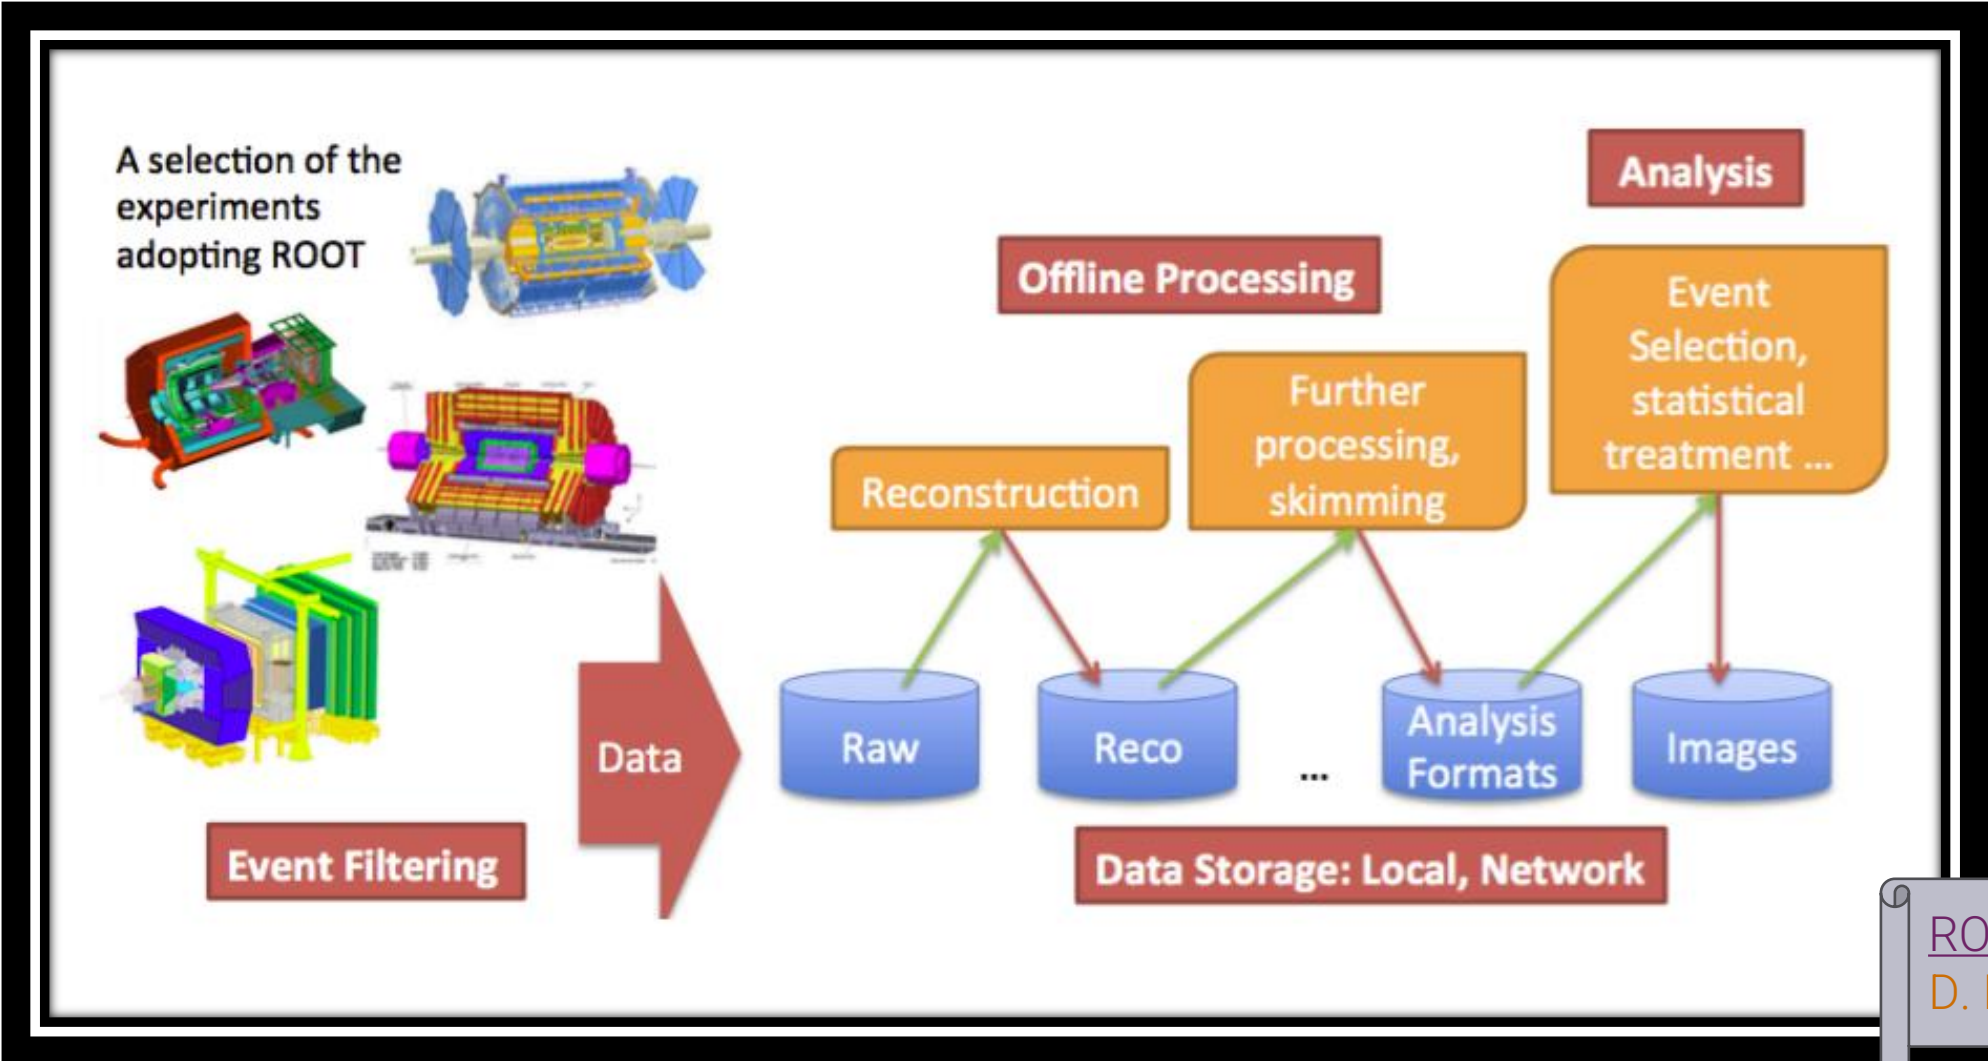 A selection of the
experiments
adopting ROOT
Event Filtering
Data
Offline Processing
Analysis
Reconstruction
Further
processing,
skimming
Event
Selection,
statistical
treatment ...
Raw
Reco
...
Analysis
Formats
Images
Data Storage: Local, Network
RO
D.